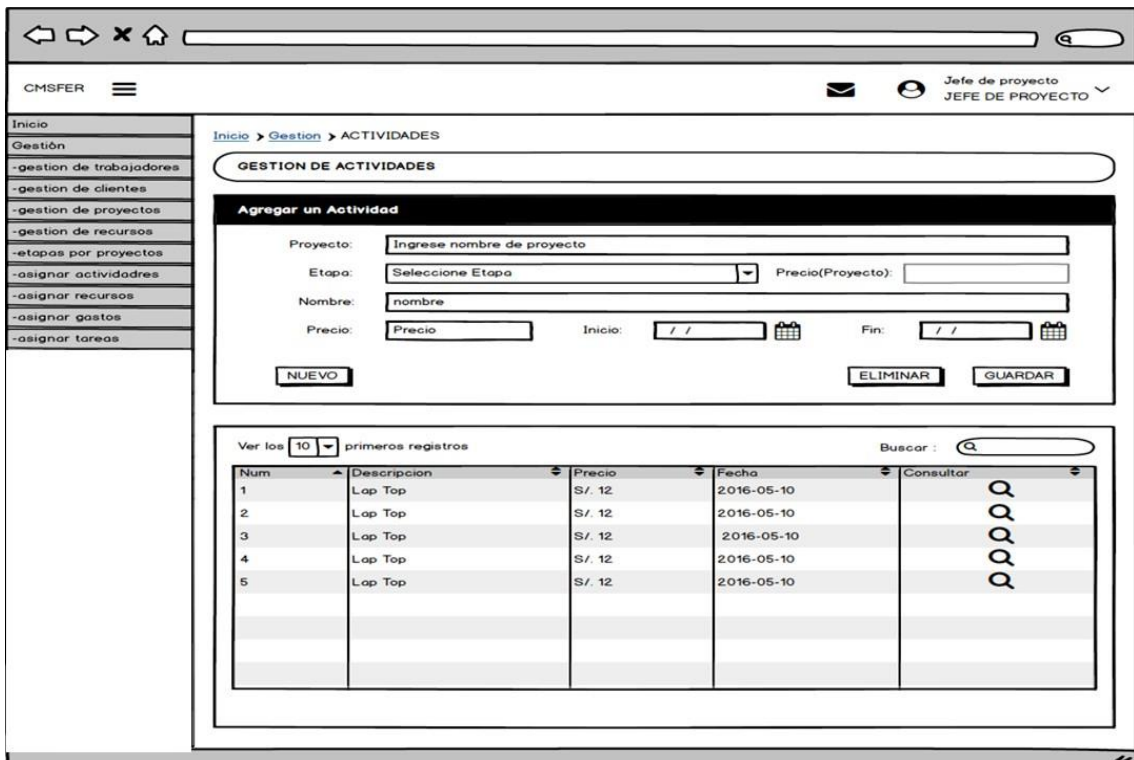 CMSFER
Jefe de proyecto
JEFE DE PROYECTO
Inicio
Gestión
-gestion de trabajadores
-gestion de clientes
-gestion de proyectos
-gestion de recursos
-etapas por proyectos
-asignar actividadres
-asignar recursos
-asignar gastos
-asignar tareas
Inicio > Gestion > ACTIVIDADES
GESTION DE ACTIVIDADES
Agregar un Actividad
Proyecto: Ingrese nombre de proyecto
Etapa: Seleccione Etapa Precio(Proyecto):
Nombre: nombre
Precio: Precio Inicio: / / Fin: / /
NUEVO ELIMINAR GUARDAR
Ver los 10 primeros registros Buscar :
Num Descripcion Precio Fecha Consultar
1 Lap Top S/. 12 2016-05-10
2 Lap Top S/. 12 2016-05-10
3 Lap Top S/. 12 2016-05-10
4 Lap Top S/. 12 2016-05-10
5 Lap Top S/. 12 2016-05-10